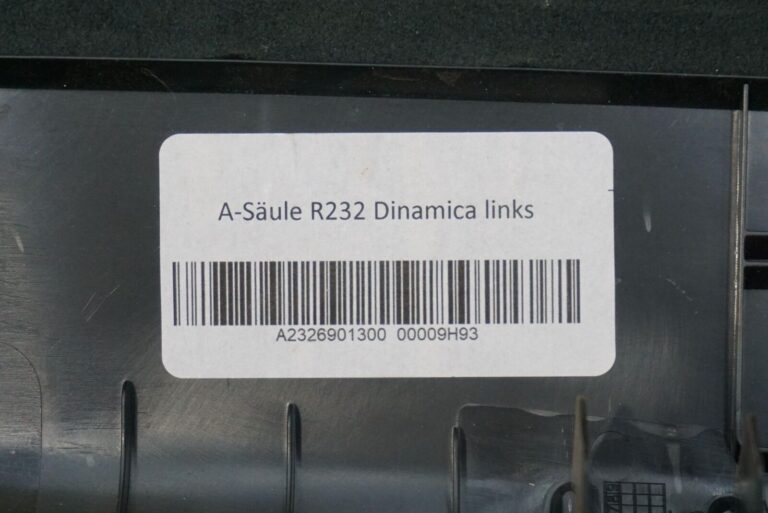 A-Säule R232 Dinamica links
A2326901300 00009H93